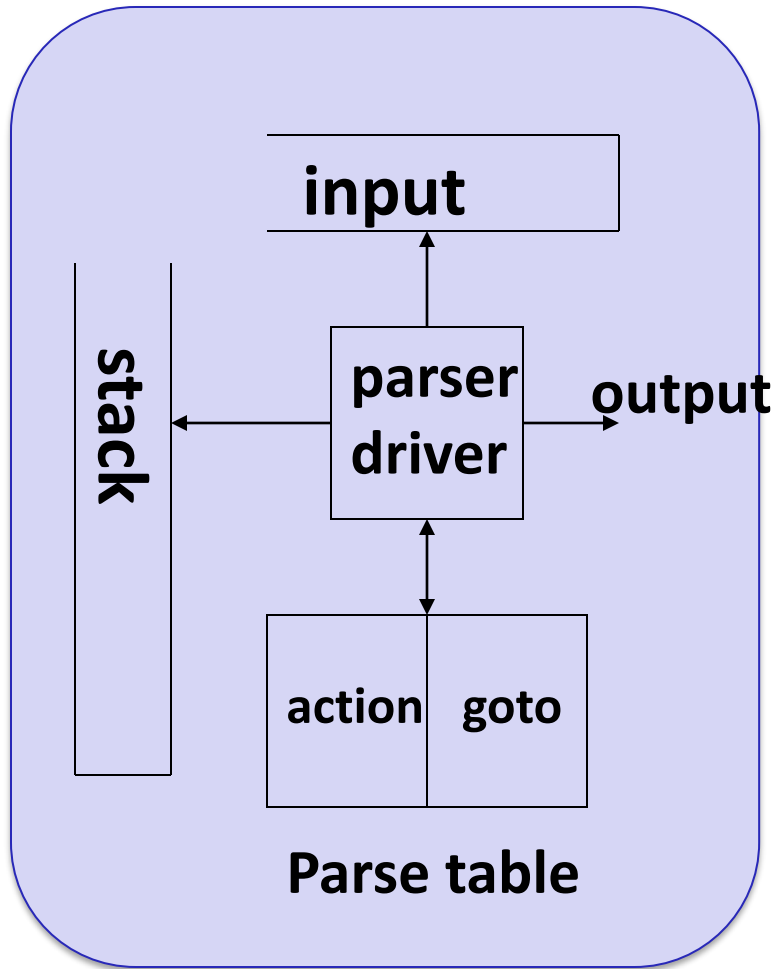 input
stack
parser
driver
output
action
goto
Parse table